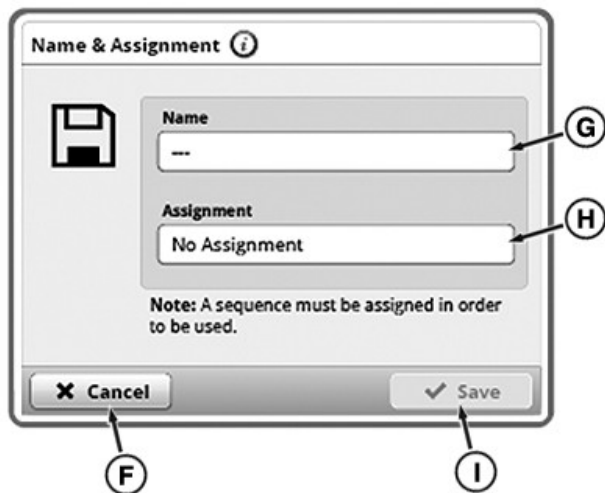 Name & Assignment i
Name
G
---
Assignment
H
No Assignment
Note: A sequence must be assigned in order
to be used.
Cancel
Save
F
I